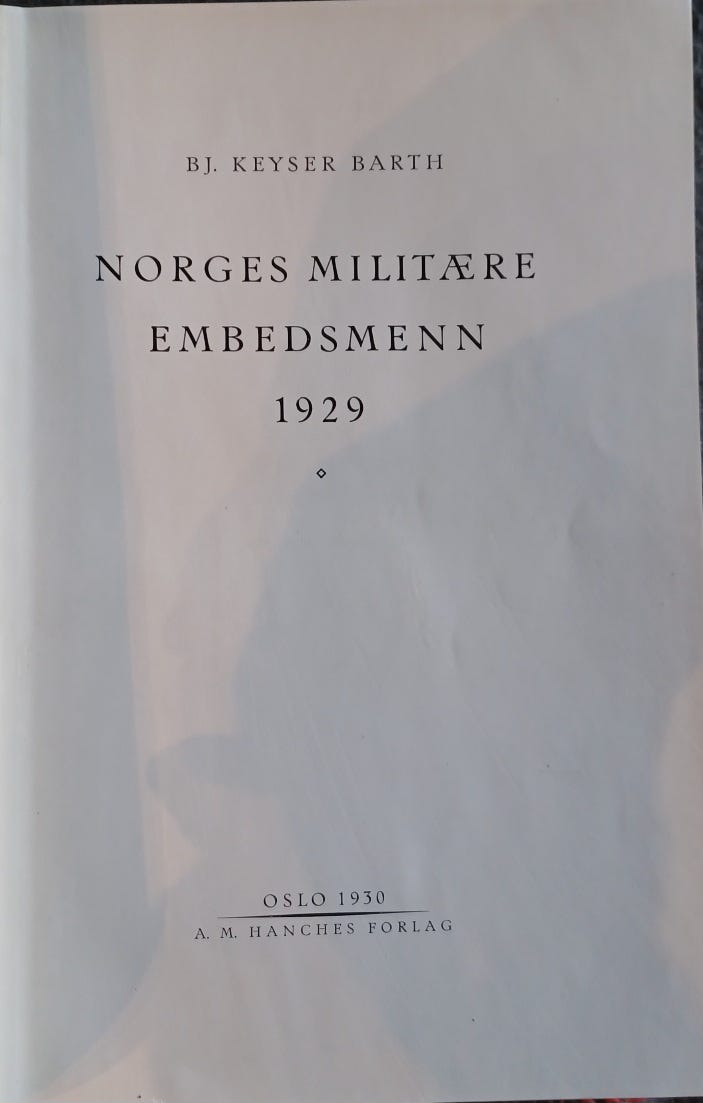 BJ. KEYSER BARTH
NORGES MILITÆRE
EMBEDSMENN
1929
OSLO 1930
A. M. HANCHES FORLAG